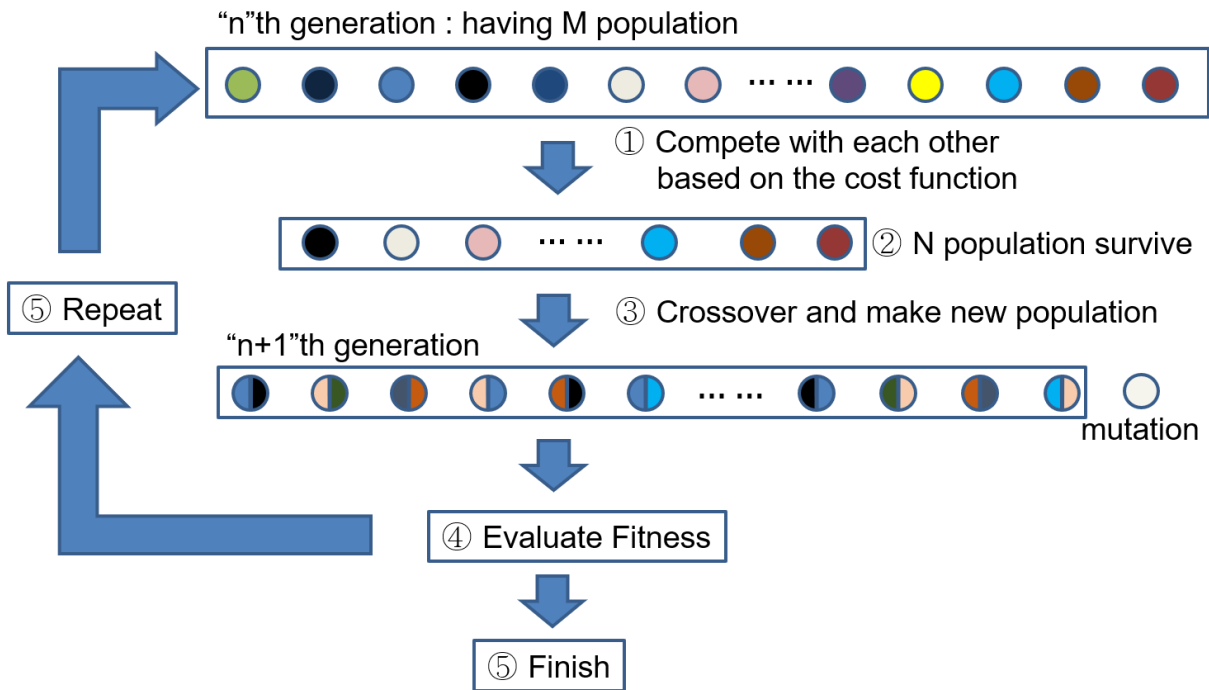 “n”th generation : having M population
… …
① Compete with each other
based on the cost function
… …
② N population survive
⑤ Repeat
③ Crossover and make new population
“n+1”th generation
… …
mutation
④ Evaluate Fitness
⑤ Finish